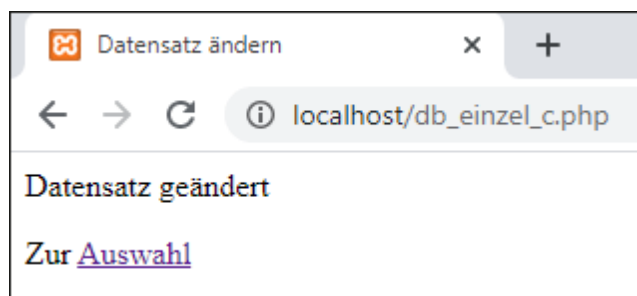 Datensatz ändern
localhost/db_einzel_c.php
Datensatz geändert
Zur Auswahl